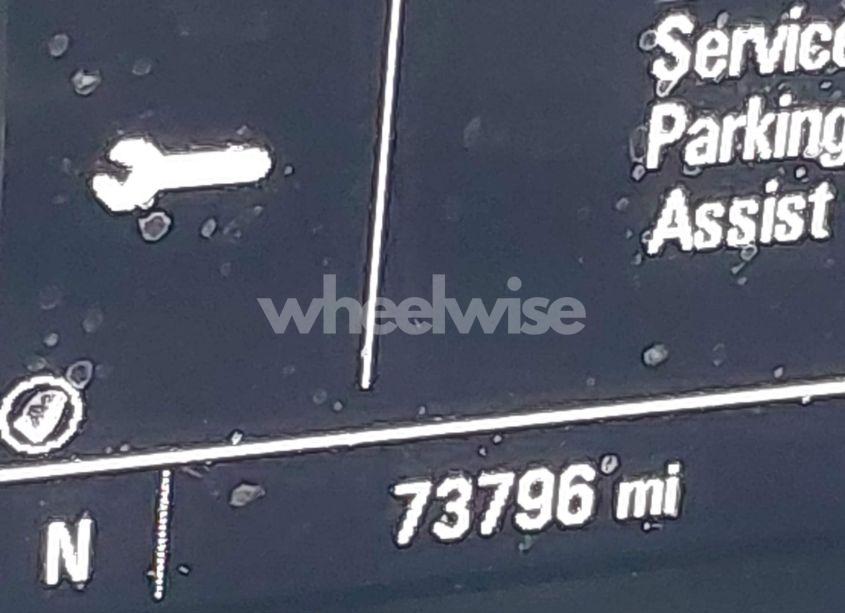 Service
Parking
Assist
wheelwise
73796 mi
N